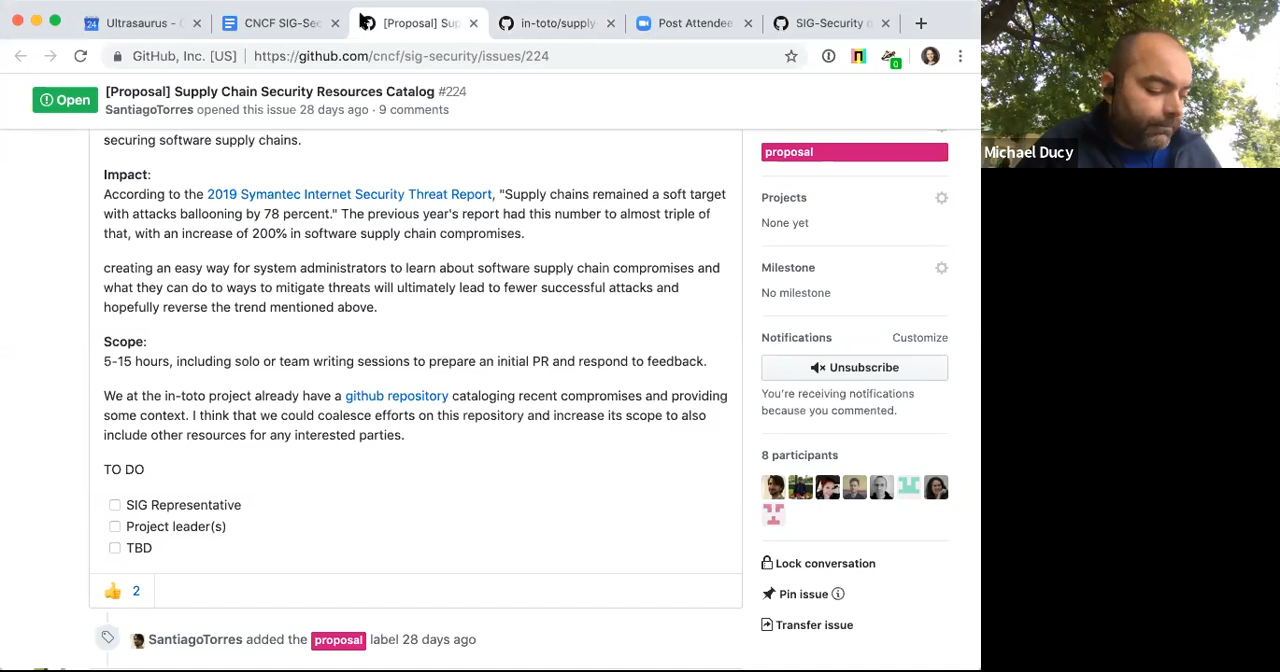 Ultrasaurus - 
CNCF SIG-Sec
[Proposal] Sup
in-toto/supply
Post Attendee
SIG-Security
GitHub, Inc. [US]
https://github.com/cncf/sig-security/issues/224
0
Open
[Proposal] Supply Chain Security Resources Catalog #224
SantiagoTorres opened this issue 28 days ago · 9 comments
securing software supply chains.
Impact:
According to the 2019 Symantec Internet Security Threat Report, "Supply chains remained a soft target
with attacks ballooning by 78 percent." The previous year's report had this number to almost triple of
that, with an increase of 200% in software supply chain compromises.
creating an easy way for system administrators to learn about software supply chain compromises and
what they can do to ways to mitigate threats will ultimately lead to fewer successful attacks and
hopefully reverse the trend mentioned above.
Scope:
5-15 hours, including solo or team writing sessions to prepare an initial PR and respond to feedback.
We at the in-toto project already have a github repository cataloging recent compromises and providing
some context. I think that we could coalesce efforts on this repository and increase its scope to also
include other resources for any interested parties.
TO DO
SIG Representative
Project leader(s)
TBD
2
SantiagoTorres added the proposal label 28 days ago
proposal
Projects
None yet
Milestone
No milestone
Notifications Customize
Unsubscribe
You're receiving notifications
because you commented.
8 participants
Lock conversation
Pin issue
Transfer issue
Michael Ducy